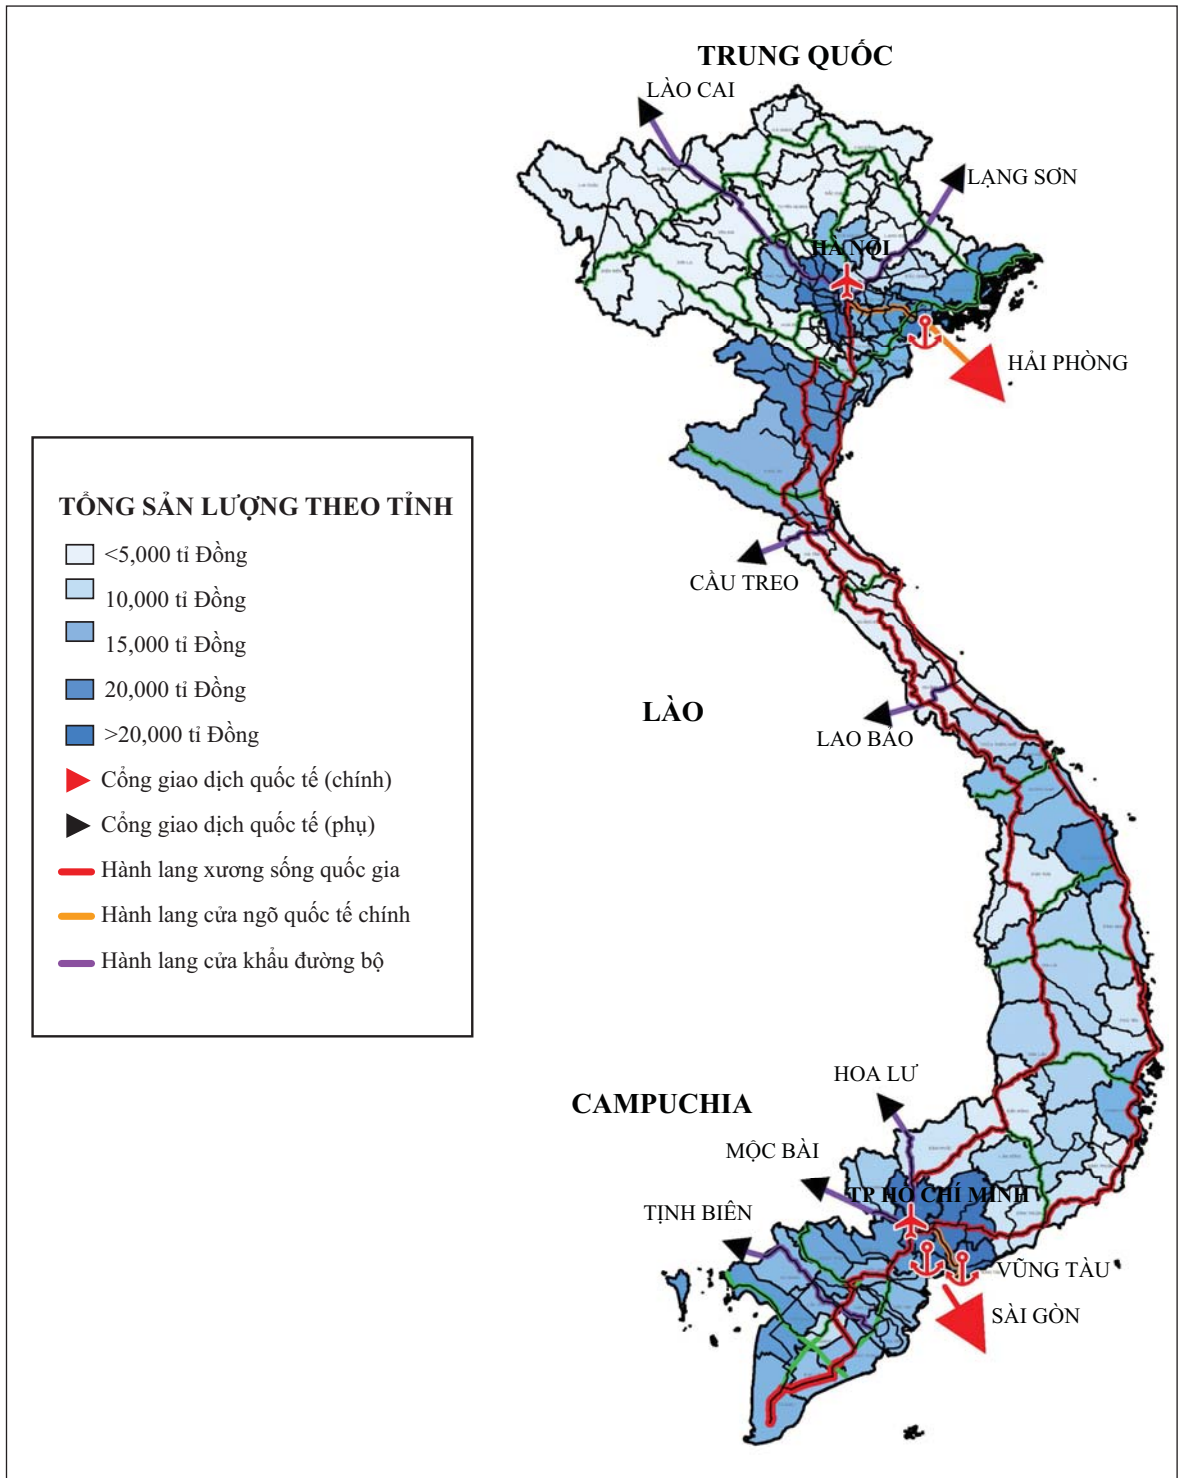 TRUNG QUỐC
LÀO CAI
LẠNG SƠN
HÀ NỘI
HẢI PHÒNG
TỔNG SẢN LƯỢNG THEO TỈNH
<5,000 tỉ Đồng
10,000 tỉ Đồng
15,000 tỉ Đồng
20,000 tỉ Đồng
>20,000 tỉ Đồng
Cổng giao dịch quốc tế (chính)
Cổng giao dịch quốc tế (phụ)
Hành lang xương sống quốc gia
Hành lang cửa ngõ quốc tế chính
Hành lang cửa khẩu đường bộ
CẦU TREO
LÀO
LAO BẢO
HOA LƯ
CAMPUCHIA
MỘC BÀI
TP HỒ CHÍ MINH
TỊNH BIÊN
VŨNG TÀU
SÀI GÒN